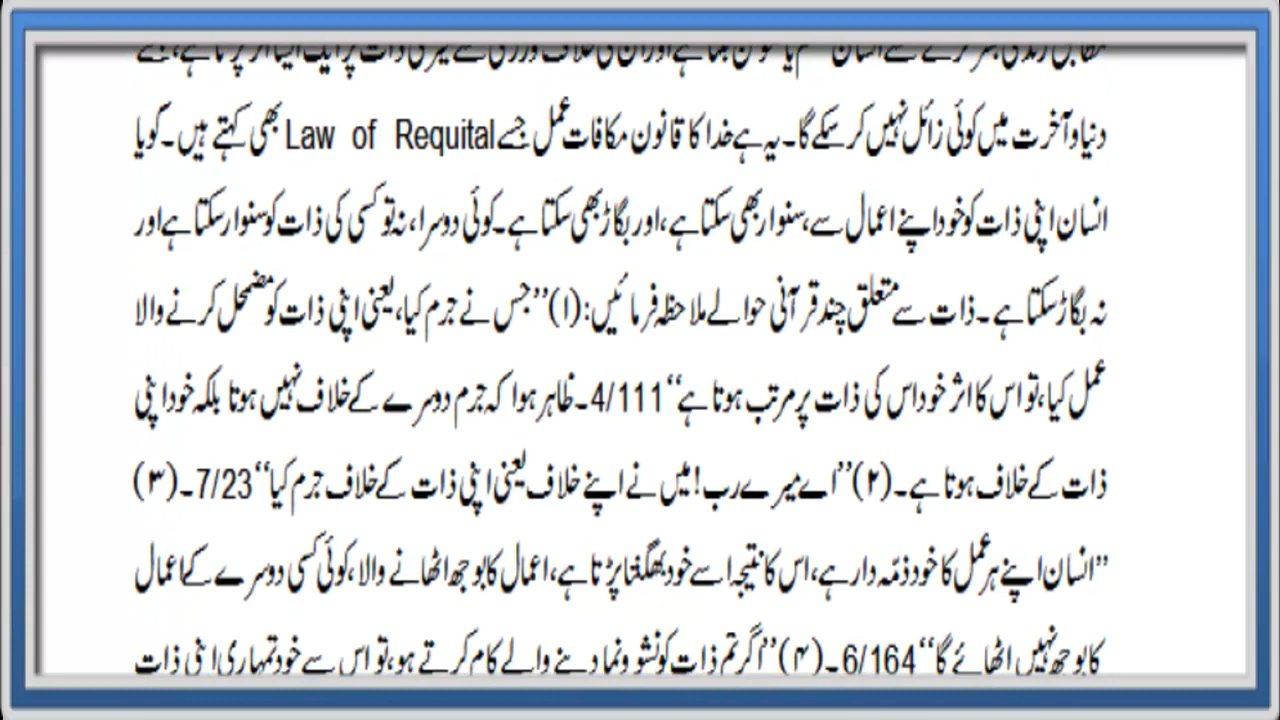 دنیا و آخرت میں کوئی زائل نہیں کر سکے گا۔ یہ ہے خدا کا قانون مکافات عمل جسے Law of Requital بھی کہتے ہیں۔ گویا
انسان اپنی ذات کو خود اپنے اعمال سے، سنوار بھی سکتا ہے، اور بگاڑ بھی سکتا ہے۔ کوئی دوسرا، نہ تو کسی کی ذات کو سنوار سکتا ہے اور
نہ بگاڑ سکتا ہے۔ ذات سے متعلق چند قرآنی حوالے ملاحظہ فرمائیں: (۱) ’’جس نے جرم کیا، یعنی اپنی ذات کو مضمحل کرنے والا
عمل کیا، تو اس کا اثر خود اس کی ذات پر مرتب ہوتا ہے‘‘ 4/111۔ ظاہر ہوا کہ جرم دوسرے کے خلاف نہیں ہوتا بلکہ خود اپنی
ذات کے خلاف ہوتا ہے۔ (۲) ’’اے میرے رب! میں نے اپنے خلاف یعنی اپنی ذات کے خلاف جرم کیا‘‘ 7/23۔ (۳)
’’انسان اپنے ہر عمل کا خود ذمّہ دار ہے، اس کا نتیجہ اسے خود بھگتنا پڑتا ہے، اعمال کا بوجھ اٹھانے والا، کوئی کسی دوسرے کے اعمال
کا بوجھ نہیں اٹھائے گا‘‘ 6/164۔ (۴) ’’اگر تم ذات کو نشو و نما دینے والے کام کرتے ہو، تو اس سے خود تمہاری اپنی ذات